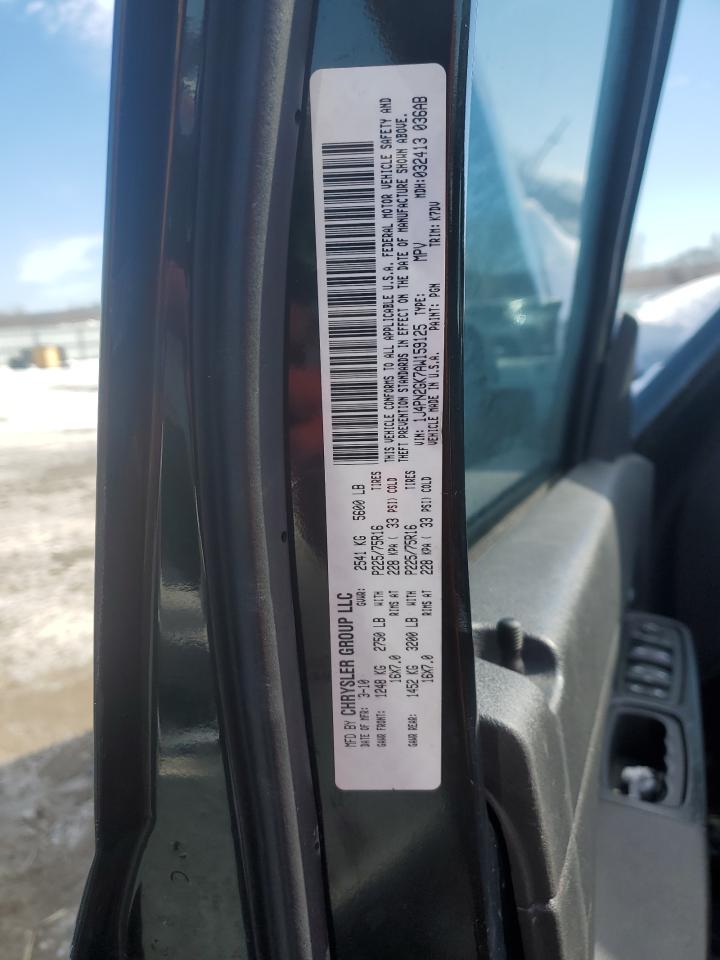 MFD BY CHRYSLER GROUP LLC
DATE OF MFR: 3-10 GVWR: 2541 KG 5600 LB
GAWR FRONT: 1248 KG 2750 LB WITH P225/75R16 TIRES
16X7.0 RIMS AT 228 KPA ( 33 PSI) COLD
GAWR REAR: 1452 KG 3200 LB WITH P225/75R16 TIRES
16X7.0 RIMS AT 228 KPA ( 33 PSI) COLD
THIS VEHICLE CONFORMS TO ALL APPLICABLE U.S.A. FEDERAL MOTOR VEHICLE SAFETY AND
THEFT PREVENTION STANDARDS IN EFFECT ON THE DATE OF MANUFACTURE SHOWN ABOVE.
VIN: 1J4PN2GK7AW159125 TYPE: MPV MDH:032413 036AB
VEHICLE MADE IN U.S.A. PAINT: PGM TRIM: K7DV